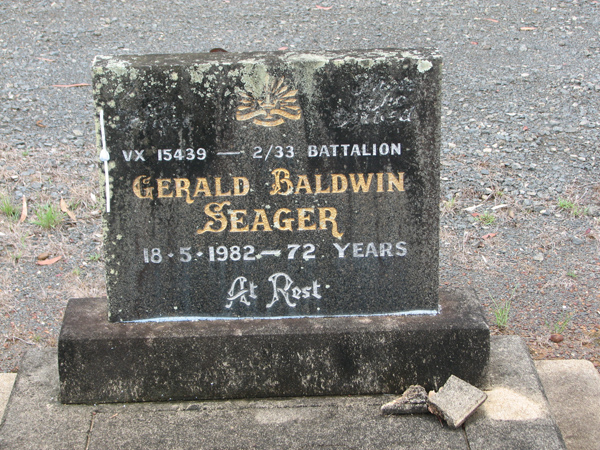 VX 15439 — 2/33 BATTALION
GERALD BALDWIN
SEAGER
18·5·1982 — 72 YEARS
At Rest